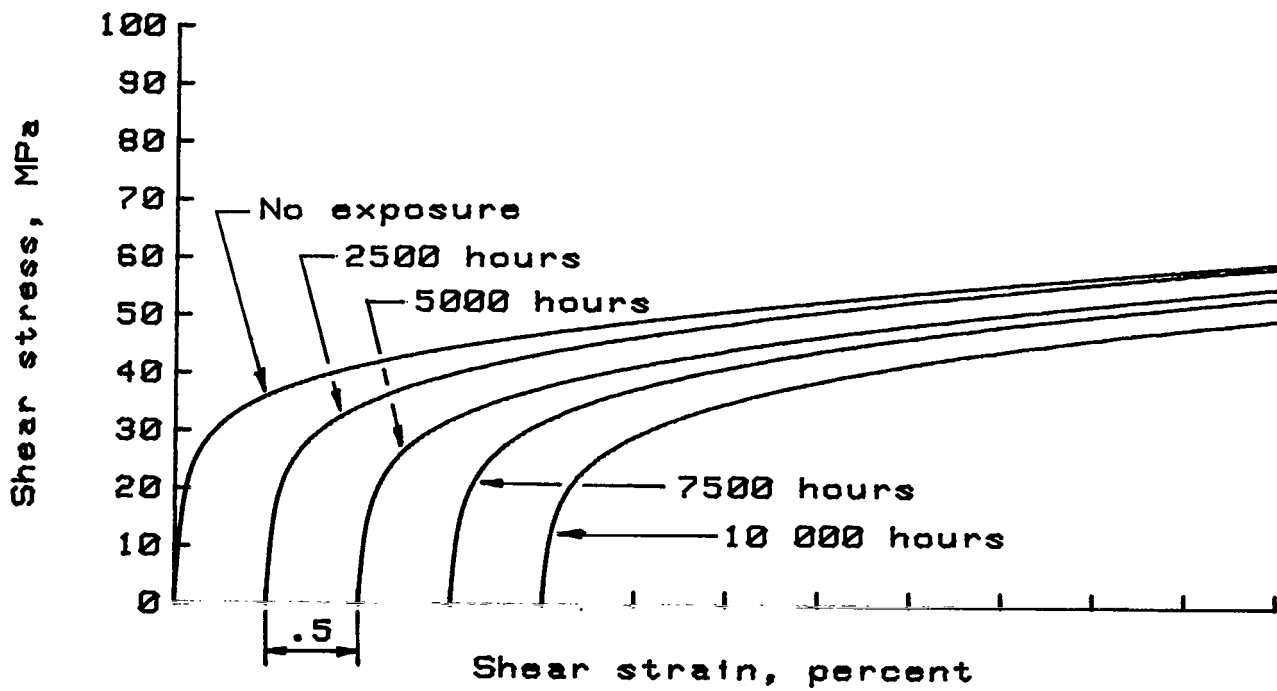 100
90
80
70
60
50
40
30
20
10
0
Shear stress, MPa
No exposure
2500 hours
5000 hours
7500 hours
10 000 hours
.5
Shear strain, percent